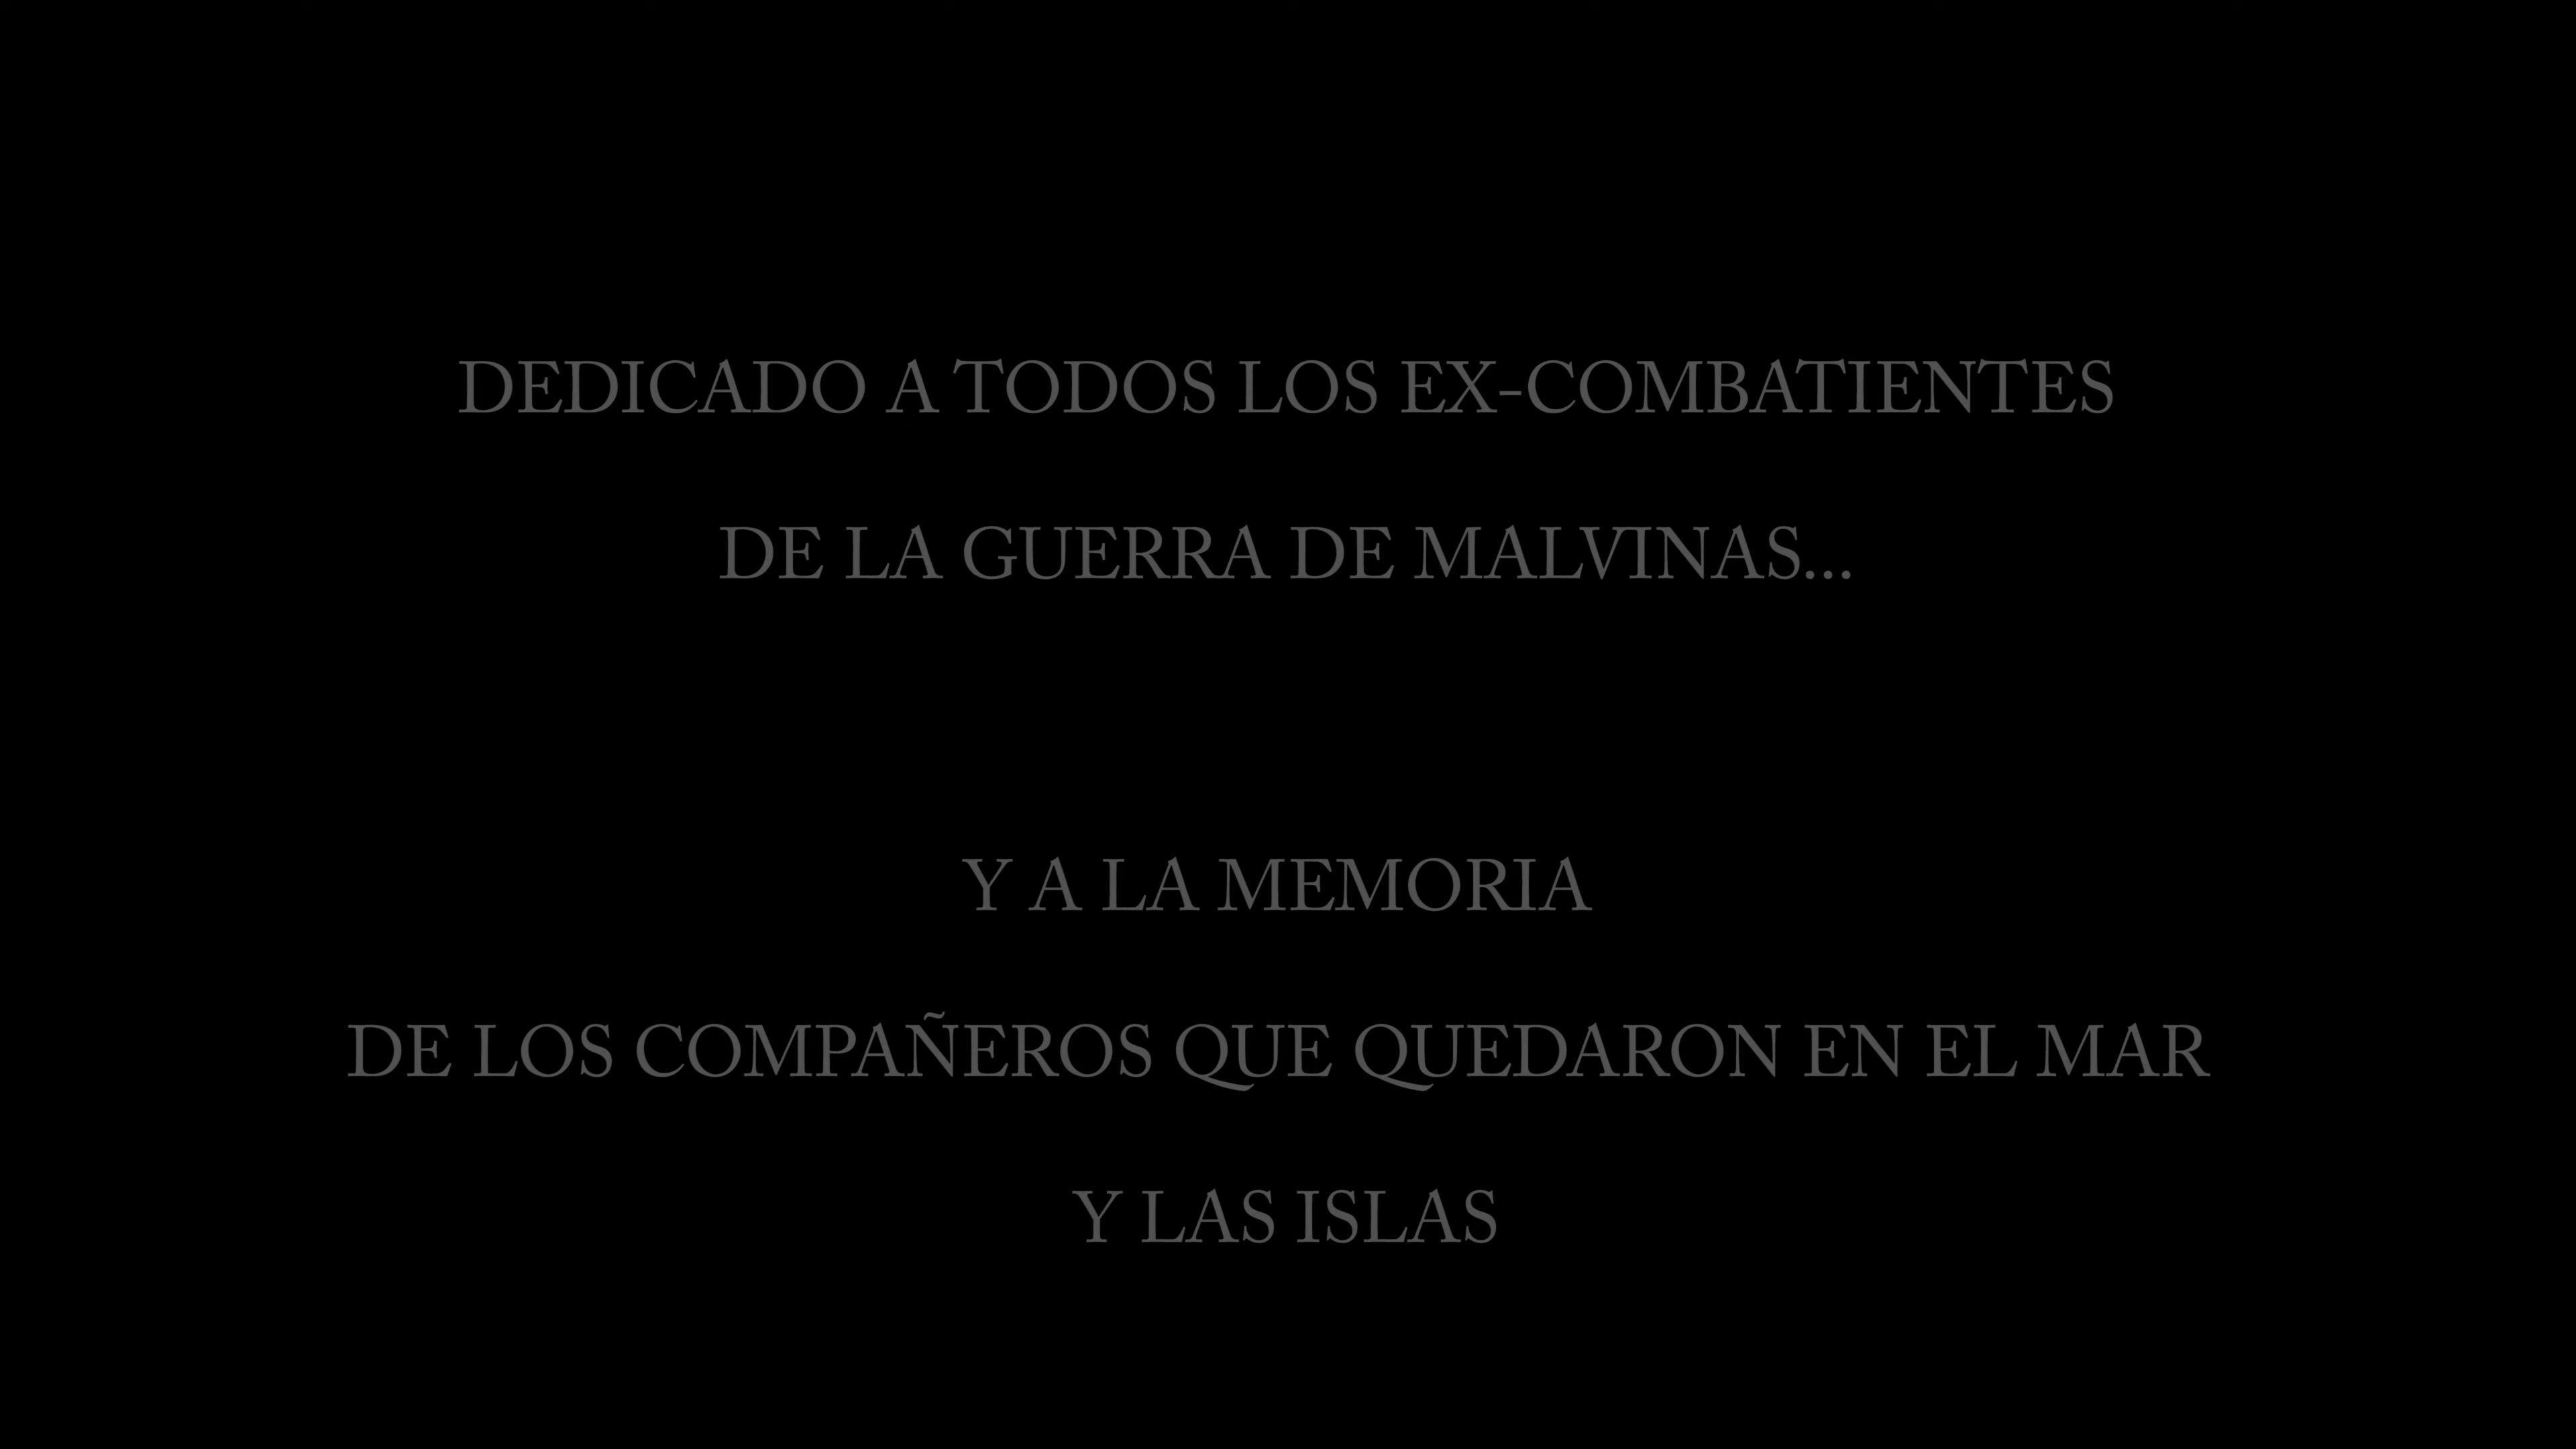 DEDICADO A TODOS LOS EX-COMBATIENTES
DE LA GUERRA DE MALVINAS...
Y A LA MEMORIA
DE LOS COMPAÑEROS QUE QUEDARON EN EL MAR
Y LAS ISLAS